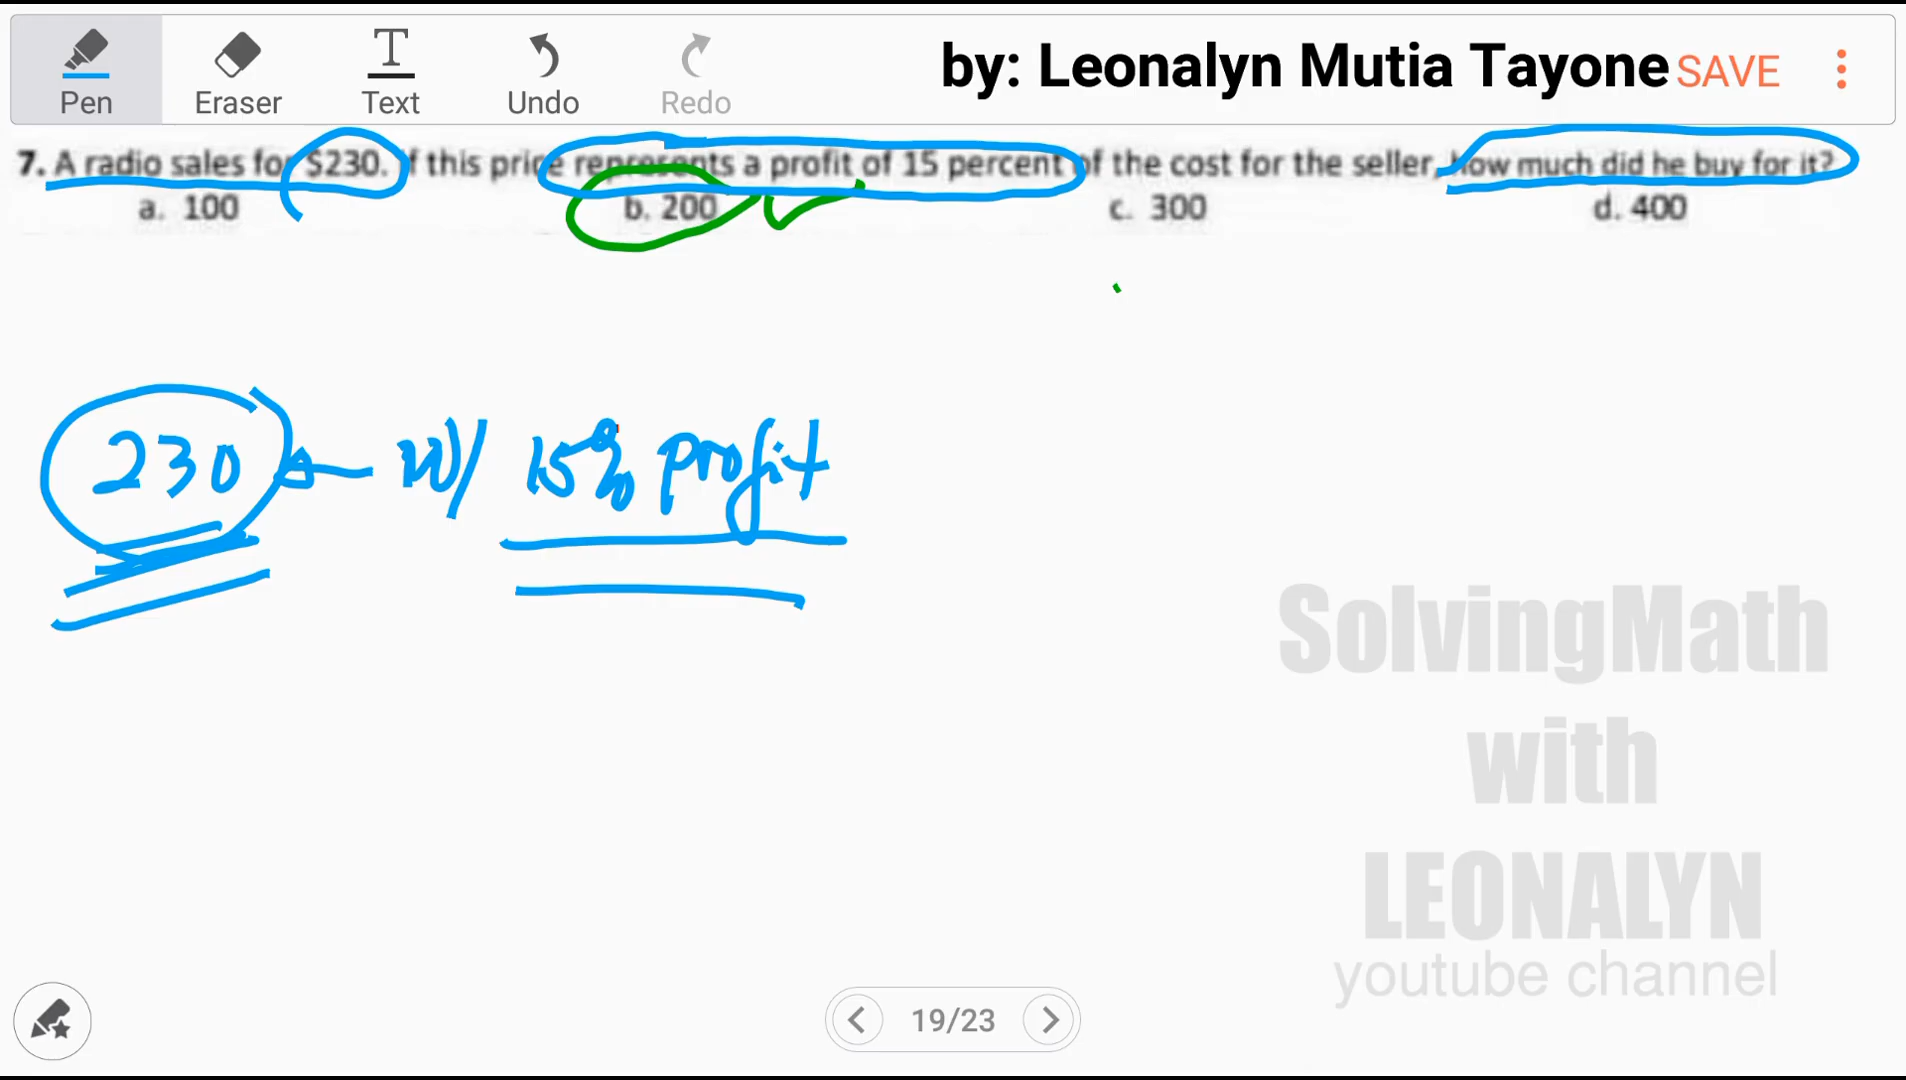 Pen
Eraser
Text
Undo
Redo
by: Leonalyn Mutia Tayone
SAVE
7. A radio sales for $230. If this price represents a profit of 15 percent of the cost for the seller, how much did he buy for it?
a. 100
b. 200
c. 300
d. 400
230
w/ 15% profit
SolvingMath
with
LEONALYN
youtube channel
19/23